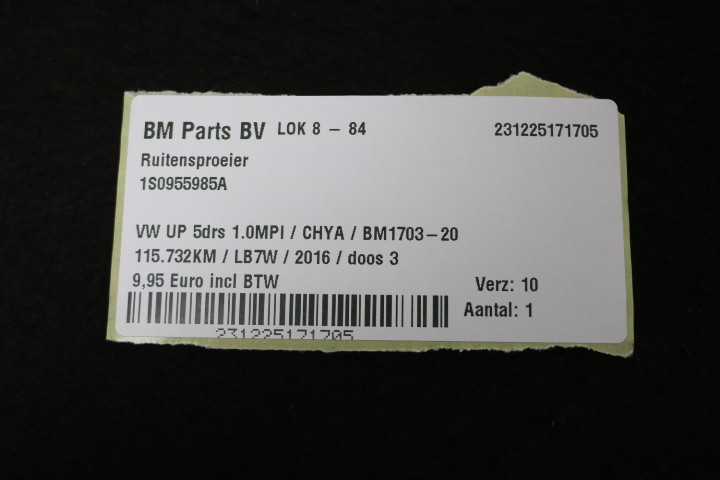 BM Parts BV LOK 8 - 84 231225171705
Ruitensproeier
1S0955985A
VW UP 5drs 1.0MPI / CHYA / BM1703-20
115.732KM / LB7W / 2016 / doos 3
9,95 Euro incl BTW Verz: 10
Aantal: 1
231225171705